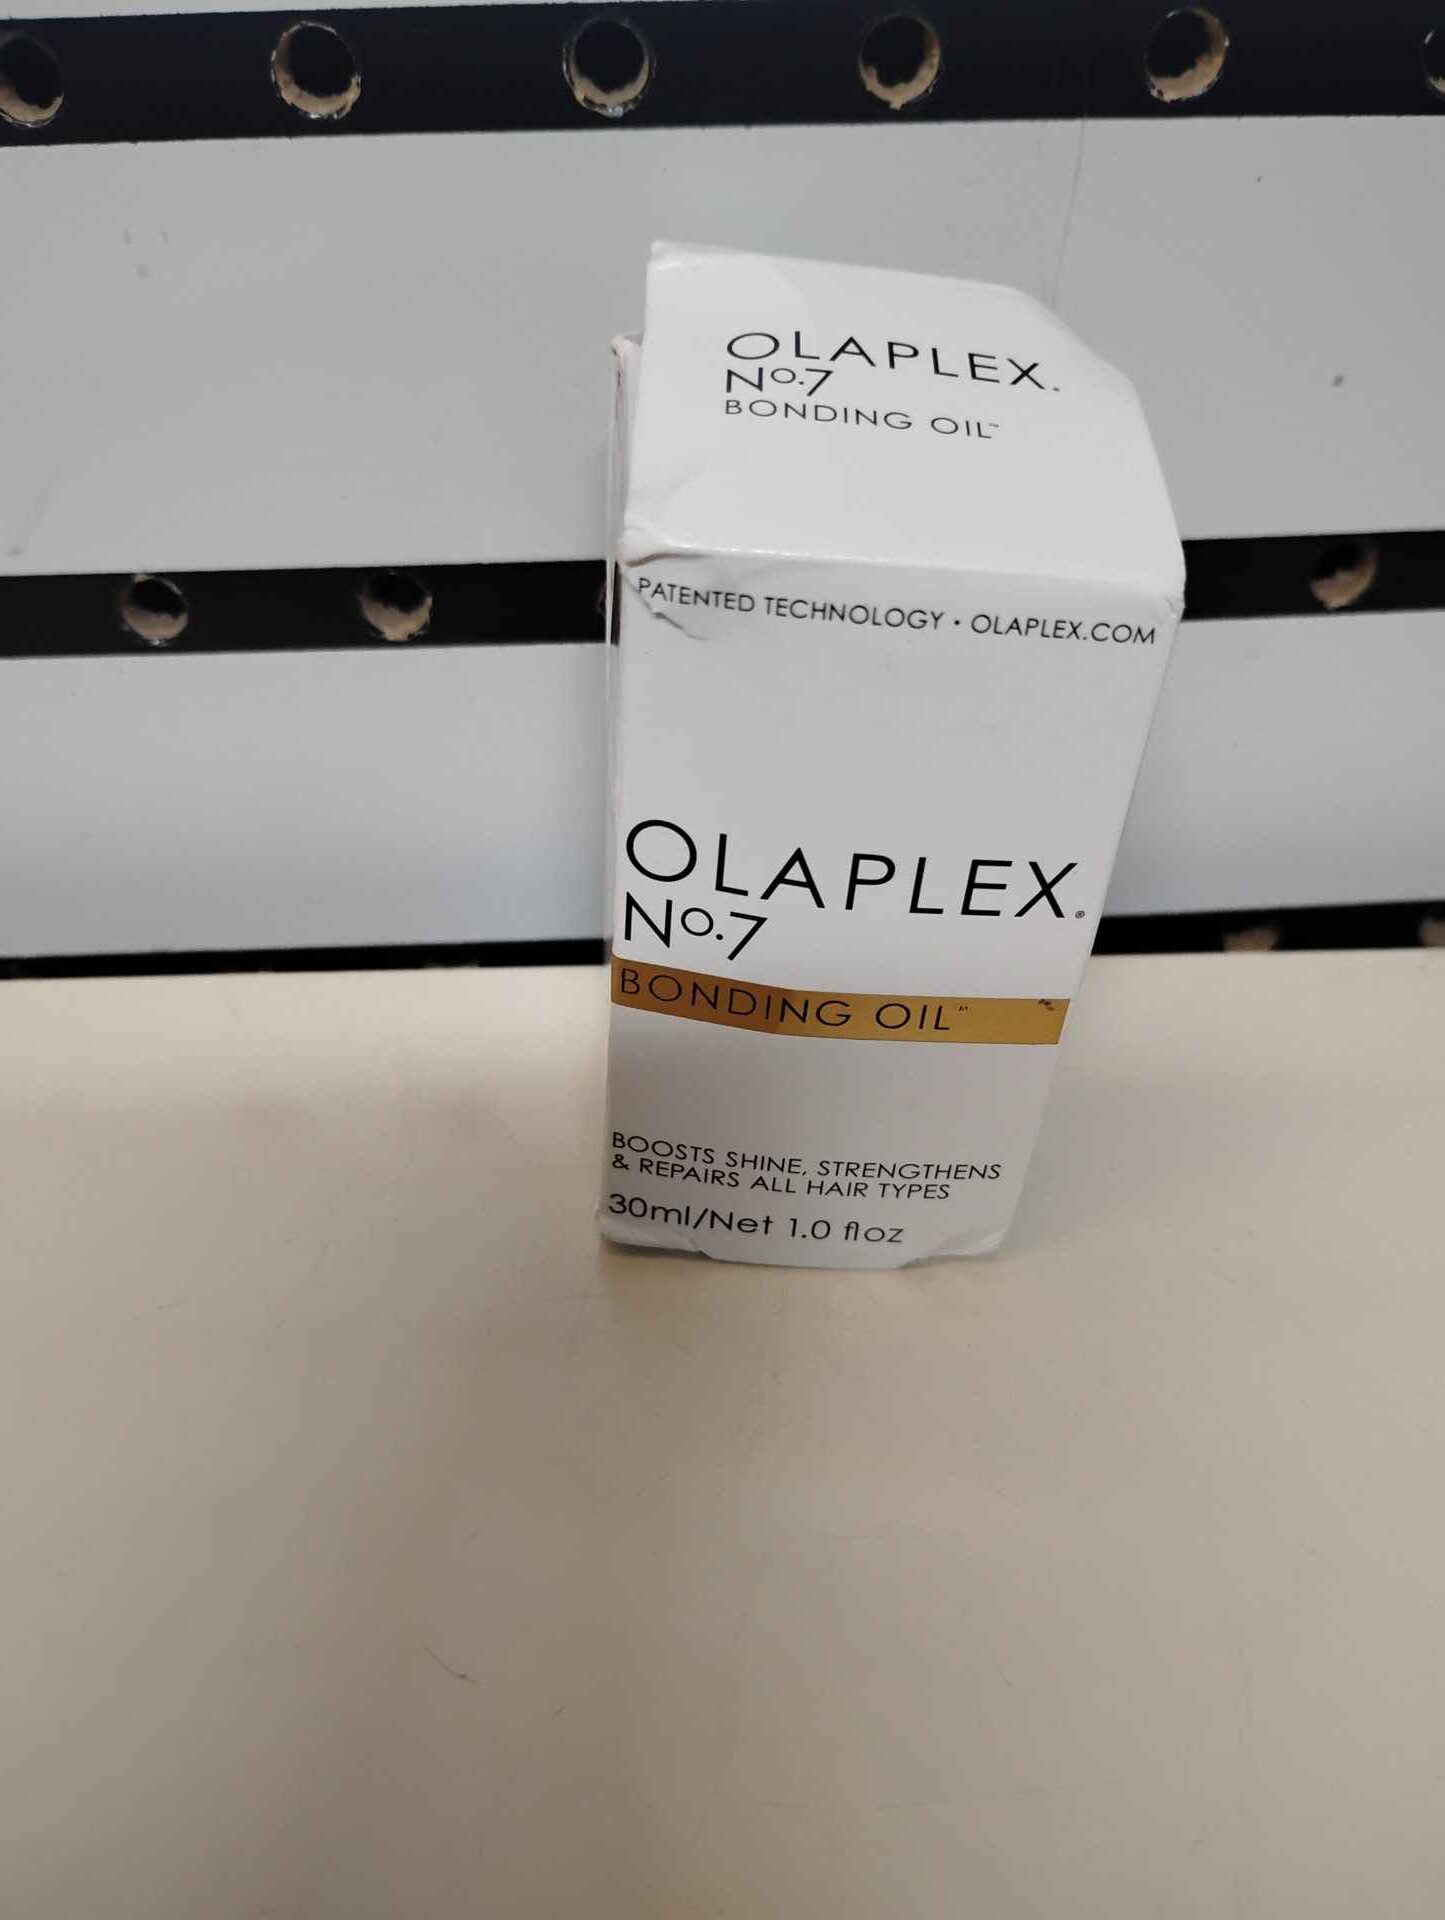 OLAPLEX.
No.7
BONDING OIL™
PATENTED TECHNOLOGY • OLAPLEX.COM
OLAPLEX®
No.7
BONDING OIL™
BOOSTS SHINE, STRENGTHENS
& REPAIRS ALL HAIR TYPES
30ml/Net 1.0 floz